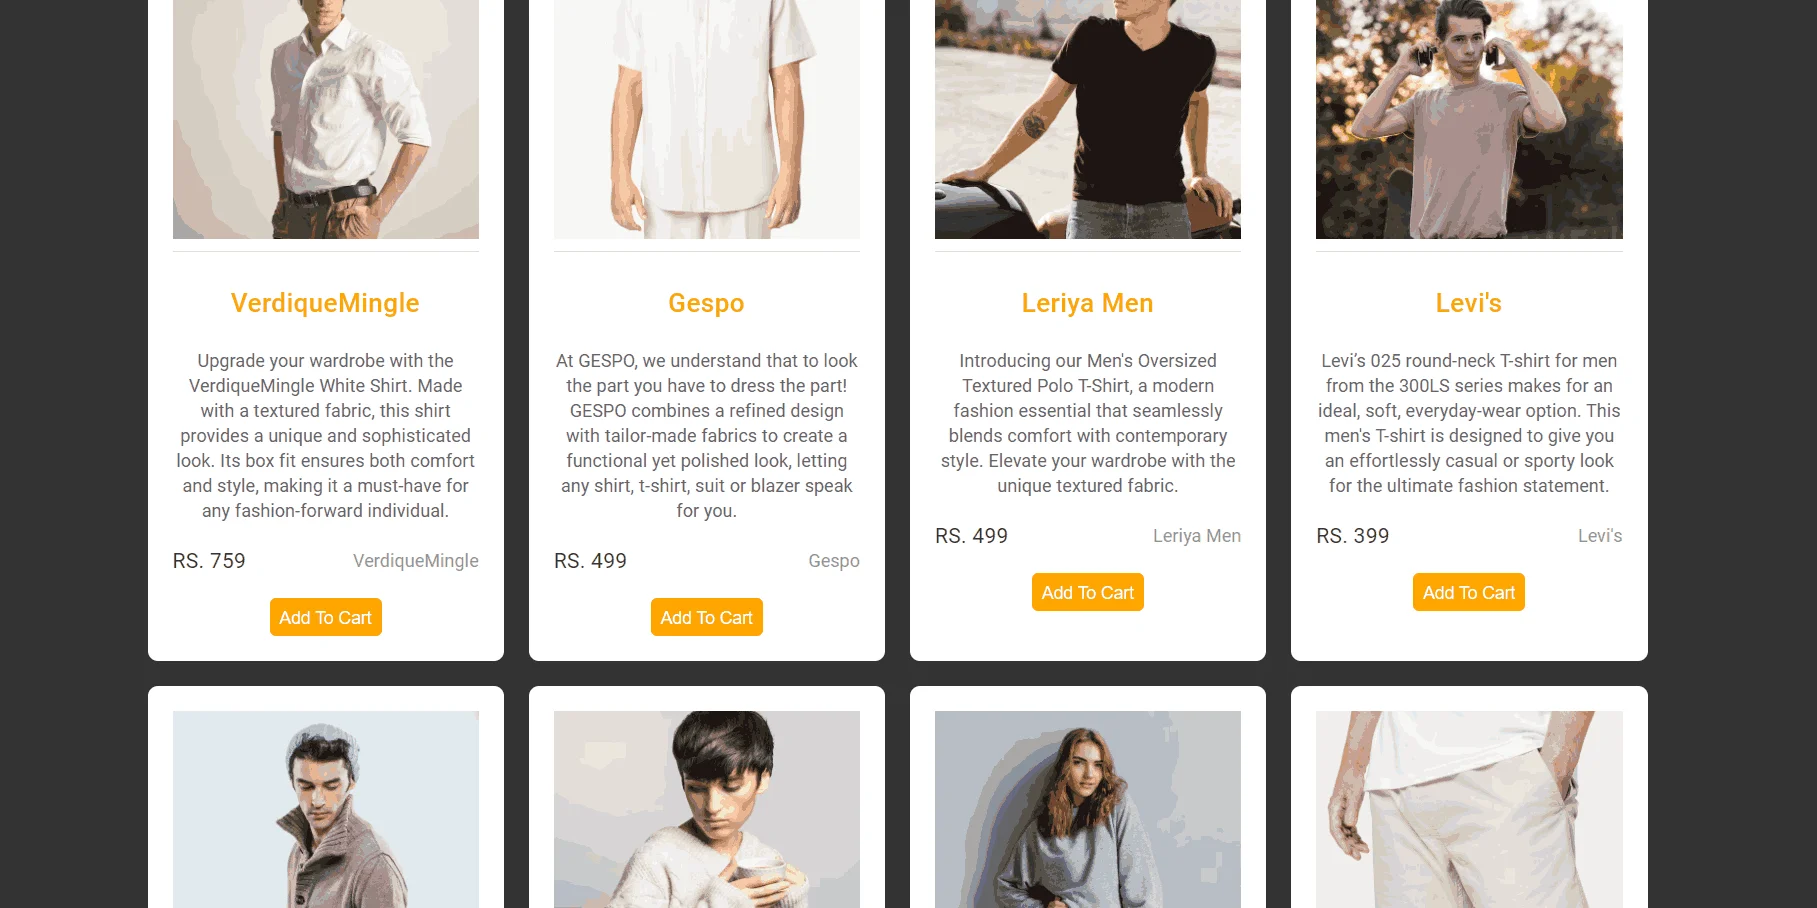 VerdiqueMingle
Upgrade your wardrobe with the
VerdiqueMingle White Shirt. Made
with a textured fabric, this shirt
provides a unique and sophisticated
look. Its box fit ensures both comfort
and style, making it a must-have for
any fashion-forward individual.
RS. 759
VerdiqueMingle
Add To Cart
Gespo
At GESPO, we understand that to look
the part you have to dress the part!
GESPO combines a refined design
with tailor-made fabrics to create a
functional yet polished look, letting
any shirt, t-shirt, suit or blazer speak
for you.
RS. 499
Gespo
Add To Cart
Leriya Men
Introducing our Men's Oversized
Textured Polo T-Shirt, a modern
fashion essential that seamlessly
blends comfort with contemporary
style. Elevate your wardrobe with the
unique textured fabric.
RS. 499
Leriya Men
Add To Cart
Levi's
Levi’s 025 round-neck T-shirt for men
from the 300LS series makes for an
ideal, soft, everyday-wear option. This
men's T-shirt is designed to give you
an effortlessly casual or sporty look
for the ultimate fashion statement.
RS. 399
Levi's
Add To Cart